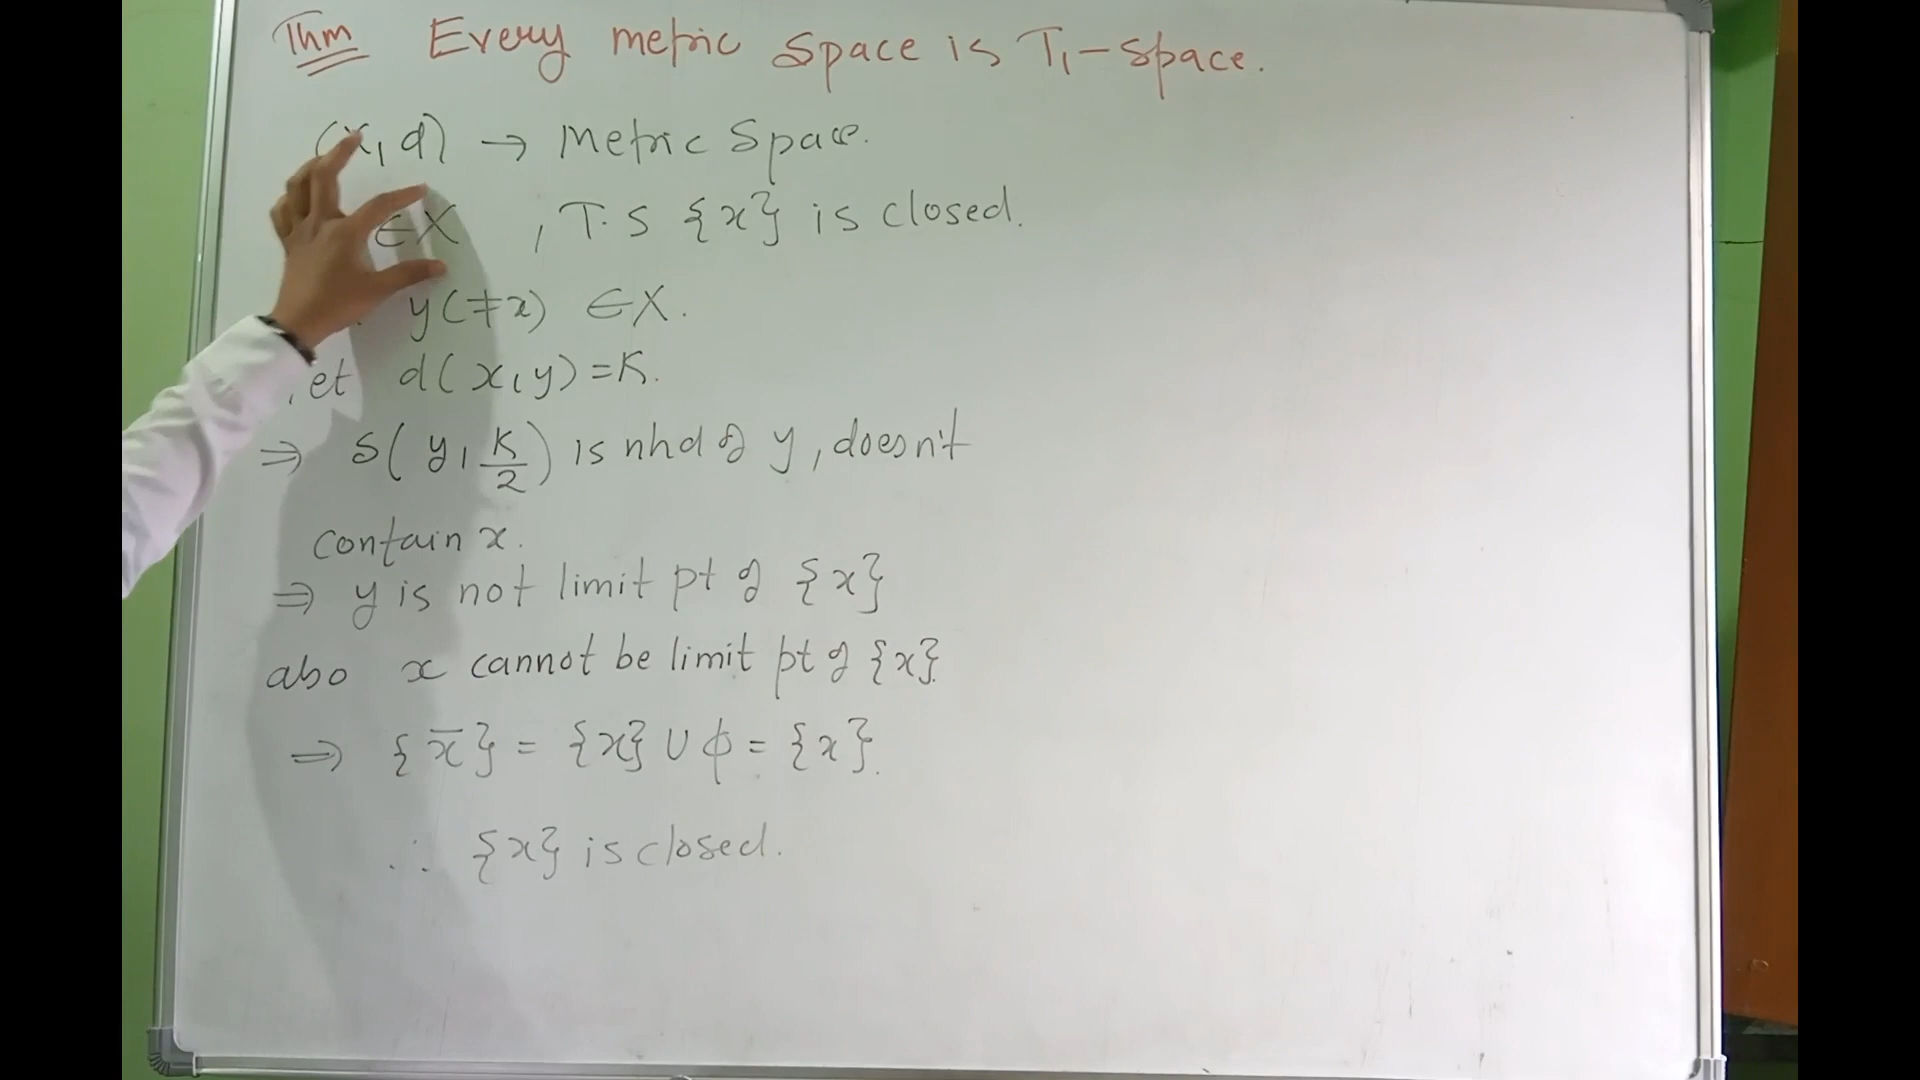 Thm Every metric space is T₁-space.
(X, d) → Metric Space.
∈X , T.S {x} is closed.
y(≠x) ∈X.
et d(x,y)=K.
⇒ S(y, K/2) is nhd of y, doesn't
contain x.
⇒ y is not limit pt of {x}
also x cannot be limit pt of {x}.
⇒ {x̄} = {x} ∪ ϕ = {x}.
∴ {x} is closed.